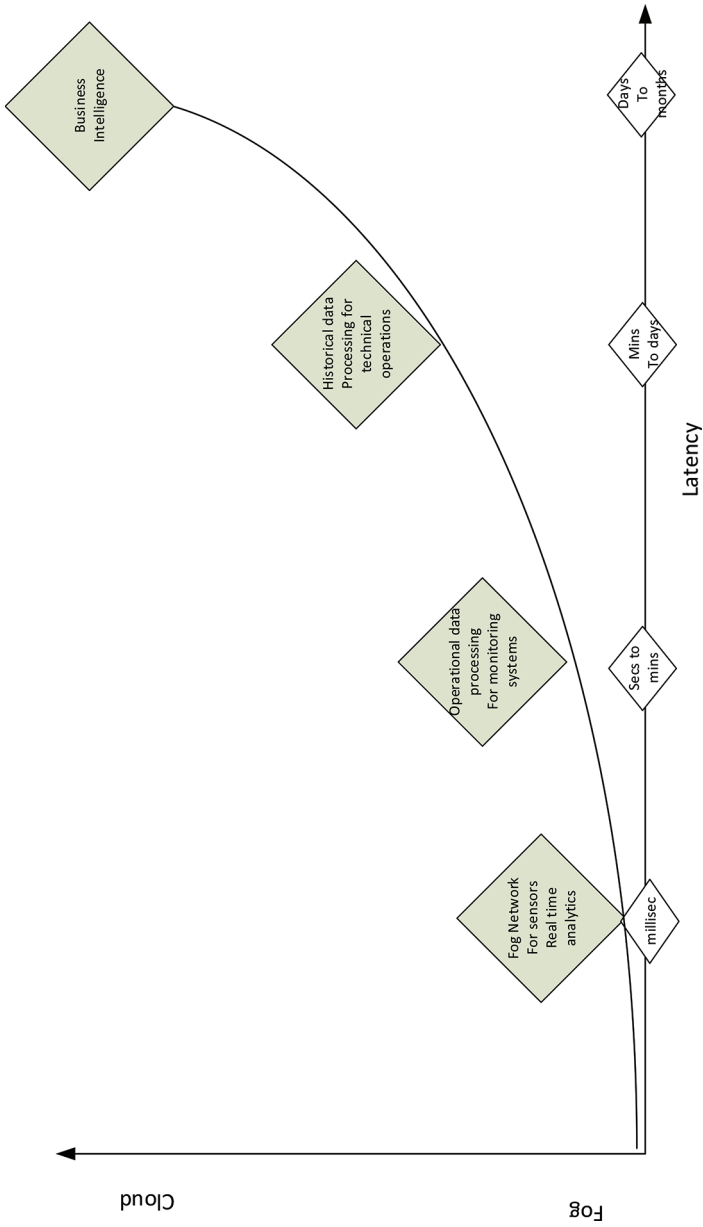 Cloud
Fog
Business
Intelligence
Historical data
Processing for
technical
operations
Operational data
processing
For monitoring
systems
Fog Network
For sensors
Real time
analytics
millisec
Secs to
mins
Mins
To days
Days
To
months
Latency